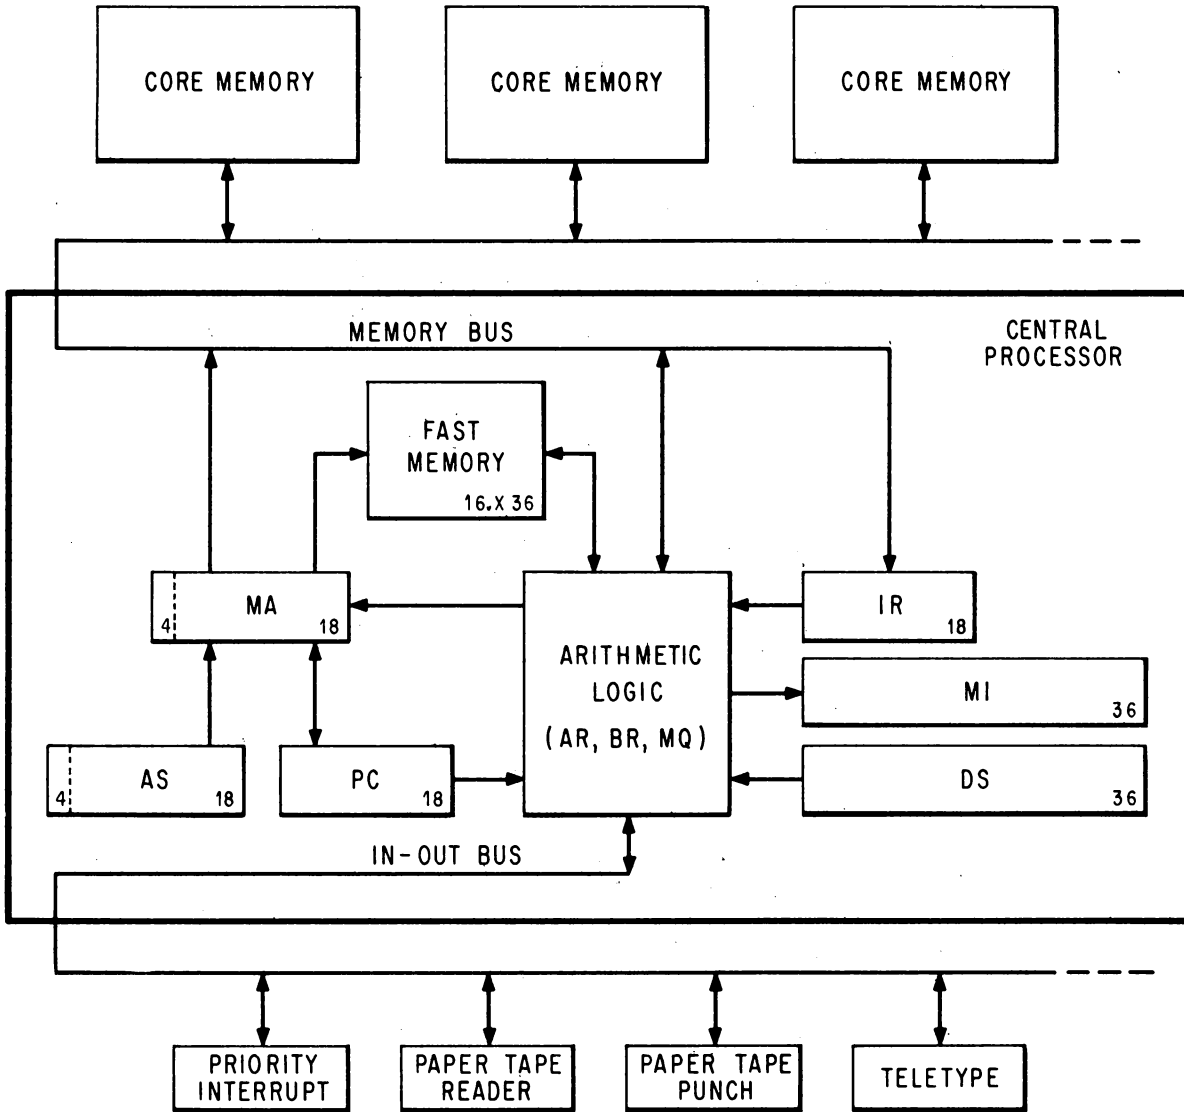 CORE MEMORY
CORE MEMORY
CORE MEMORY
MEMORY BUS
CENTRAL
PROCESSOR
FAST
MEMORY
16.X 36
4
MA
18
IR
18
ARITHMETIC
LOGIC
(AR, BR, MQ)
MI
36
4
AS
18
PC
18
DS
36
IN-OUT BUS
PRIORITY
INTERRUPT
PAPER TAPE
READER
PAPER TAPE
PUNCH
TELETYPE